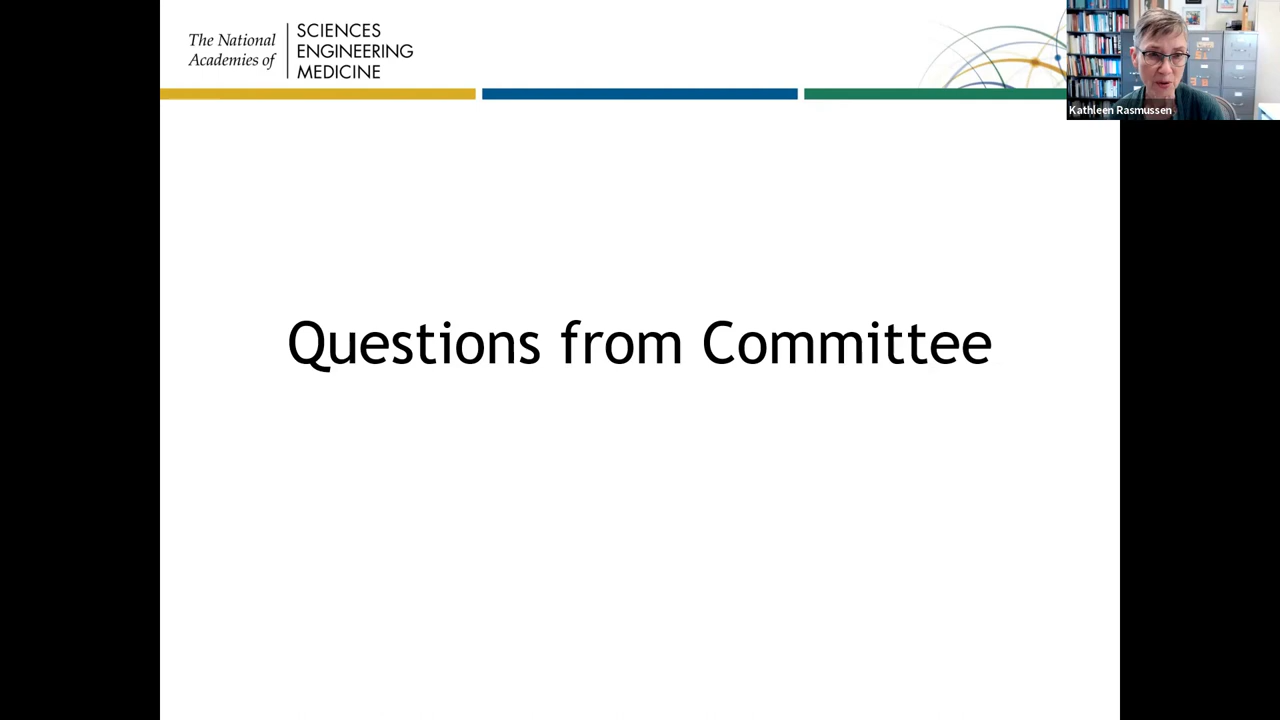 The National
Academies of
SCIENCES
ENGINEERING
MEDICINE
Kathleen Rasmussen
Questions from Committee